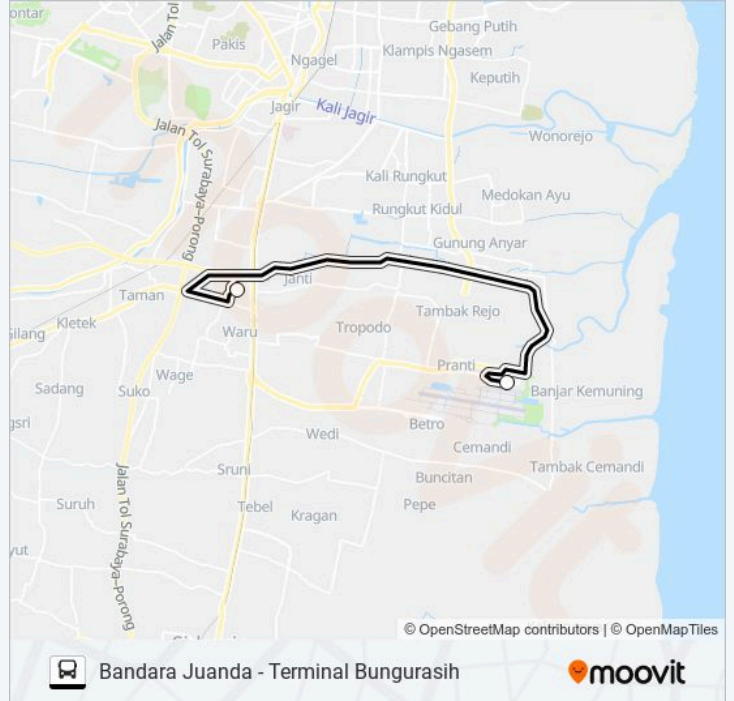 ontar
Jalan Tol
Pakis
Gebang Putih
Klampis Ngasem
Ngagel
Keputih
Jagir
Kali Jagir
Jalan Tol Surabaya–Porong
Wonorejo
Kali Rungkut
Medokan Ayu
Rungkut Kidul
Gunung Anyar
Janti
Taman
Tambak Rejo
Kletek
Waru
Tropodo
Gilang
Pranti
Wage
Sadang
Suko
Banjar Kemuning
gsri
Betro
Wedi
Cemandi
Sruni
Tambak Cemandi
Buncitan
Jalan Tol Surabaya–Porong
Suruh
Tebel
Pepe
Kragan
yut
© OpenStreetMap contributors | © OpenMapTiles
Bandara Juanda - Terminal Bungurasih
moovit